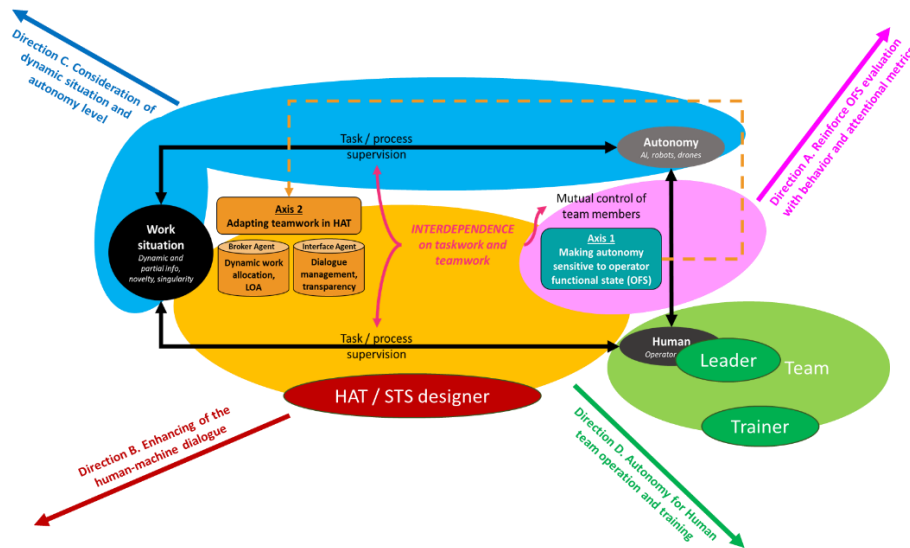 Direction C. Consideration of
dynamic situation and
autonomy level
Direction A. Reinforce OFS evaluation
with behavior and attentional metrics
Task / process
supervision
Autonomy
AI, robots, drones
Work
situation
Dynamic and
partial info,
novelty, singularity
Axis 2
Adapting teamwork in HAT
Broker Agent
Dynamic work
allocation,
LOA
Interface Agent
Dialogue
management,
transparency
INTERDEPENDENCE
on taskwork and
teamwork
Mutual control of
team members
Axis 1
Making autonomy
sensitive to operator
functional state (OFS)
Task / process
supervision
Human
Operator
Leader
Team
Trainer
HAT / STS designer
Direction B. Enhancing of the
human-machine dialogue
Direction D. Autonomy for Human
team operation and training